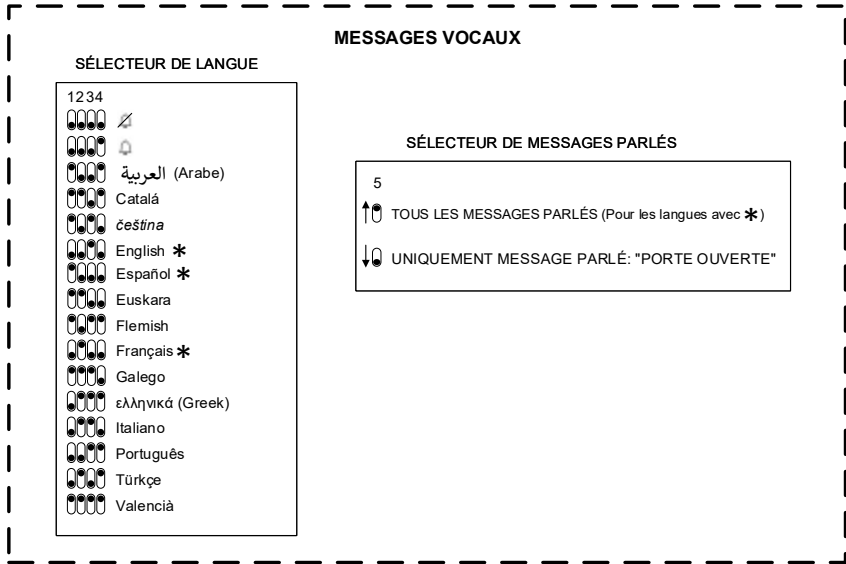 MESSAGES VOCAUX
SÉLECTEUR DE LANGUE
1234
العربية (Arabe)
Catalá
čeština
English *
Español *
Euskara
Flemish
Français *
Galego
ελληνικά (Greek)
Italiano
Português
Türkçe
Valencià
SÉLECTEUR DE MESSAGES PARLÉS
5
↑ TOUS LES MESSAGES PARLÉS (Pour les langues avec *)
↓ UNIQUEMENT MESSAGE PARLÉ: "PORTE OUVERTE"